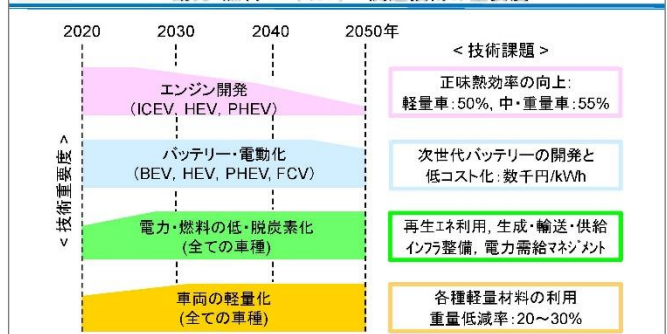 2020 2030 2040 2050年
<技術課題>
<技術重要度>
エンジン開発
(ICEV, HEV, PHEV)
正味熱効率の向上:
軽量車:50%, 中・重量車:55%
バッテリー・電動化
(BEV, HEV, PHEV, FCV)
次世代バッテリーの開発と
低コスト化:数千円/kWh
電力・燃料の低・脱炭素化
(全ての車種)
再生エネ利用, 生成・輸送・供給
インフラ整備, 電力需給マネジメント
車両の軽量化
(全ての車種)
各種軽量材料の利用
重量低減率:20~30%